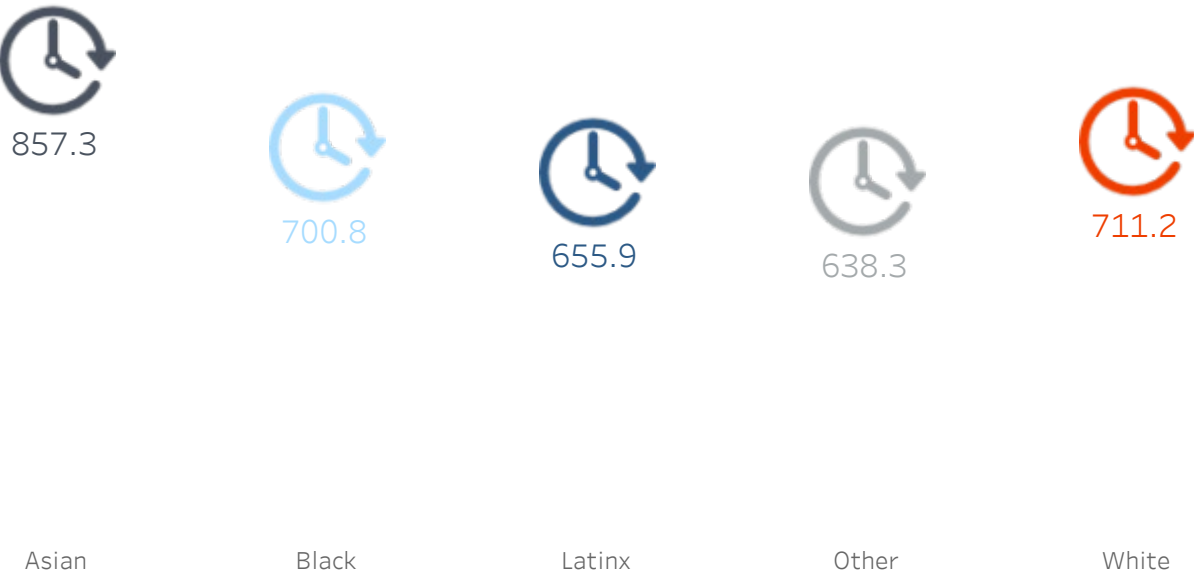 857.3
700.8
655.9
638.3
711.2
Asian
Black
Latinx
Other
White